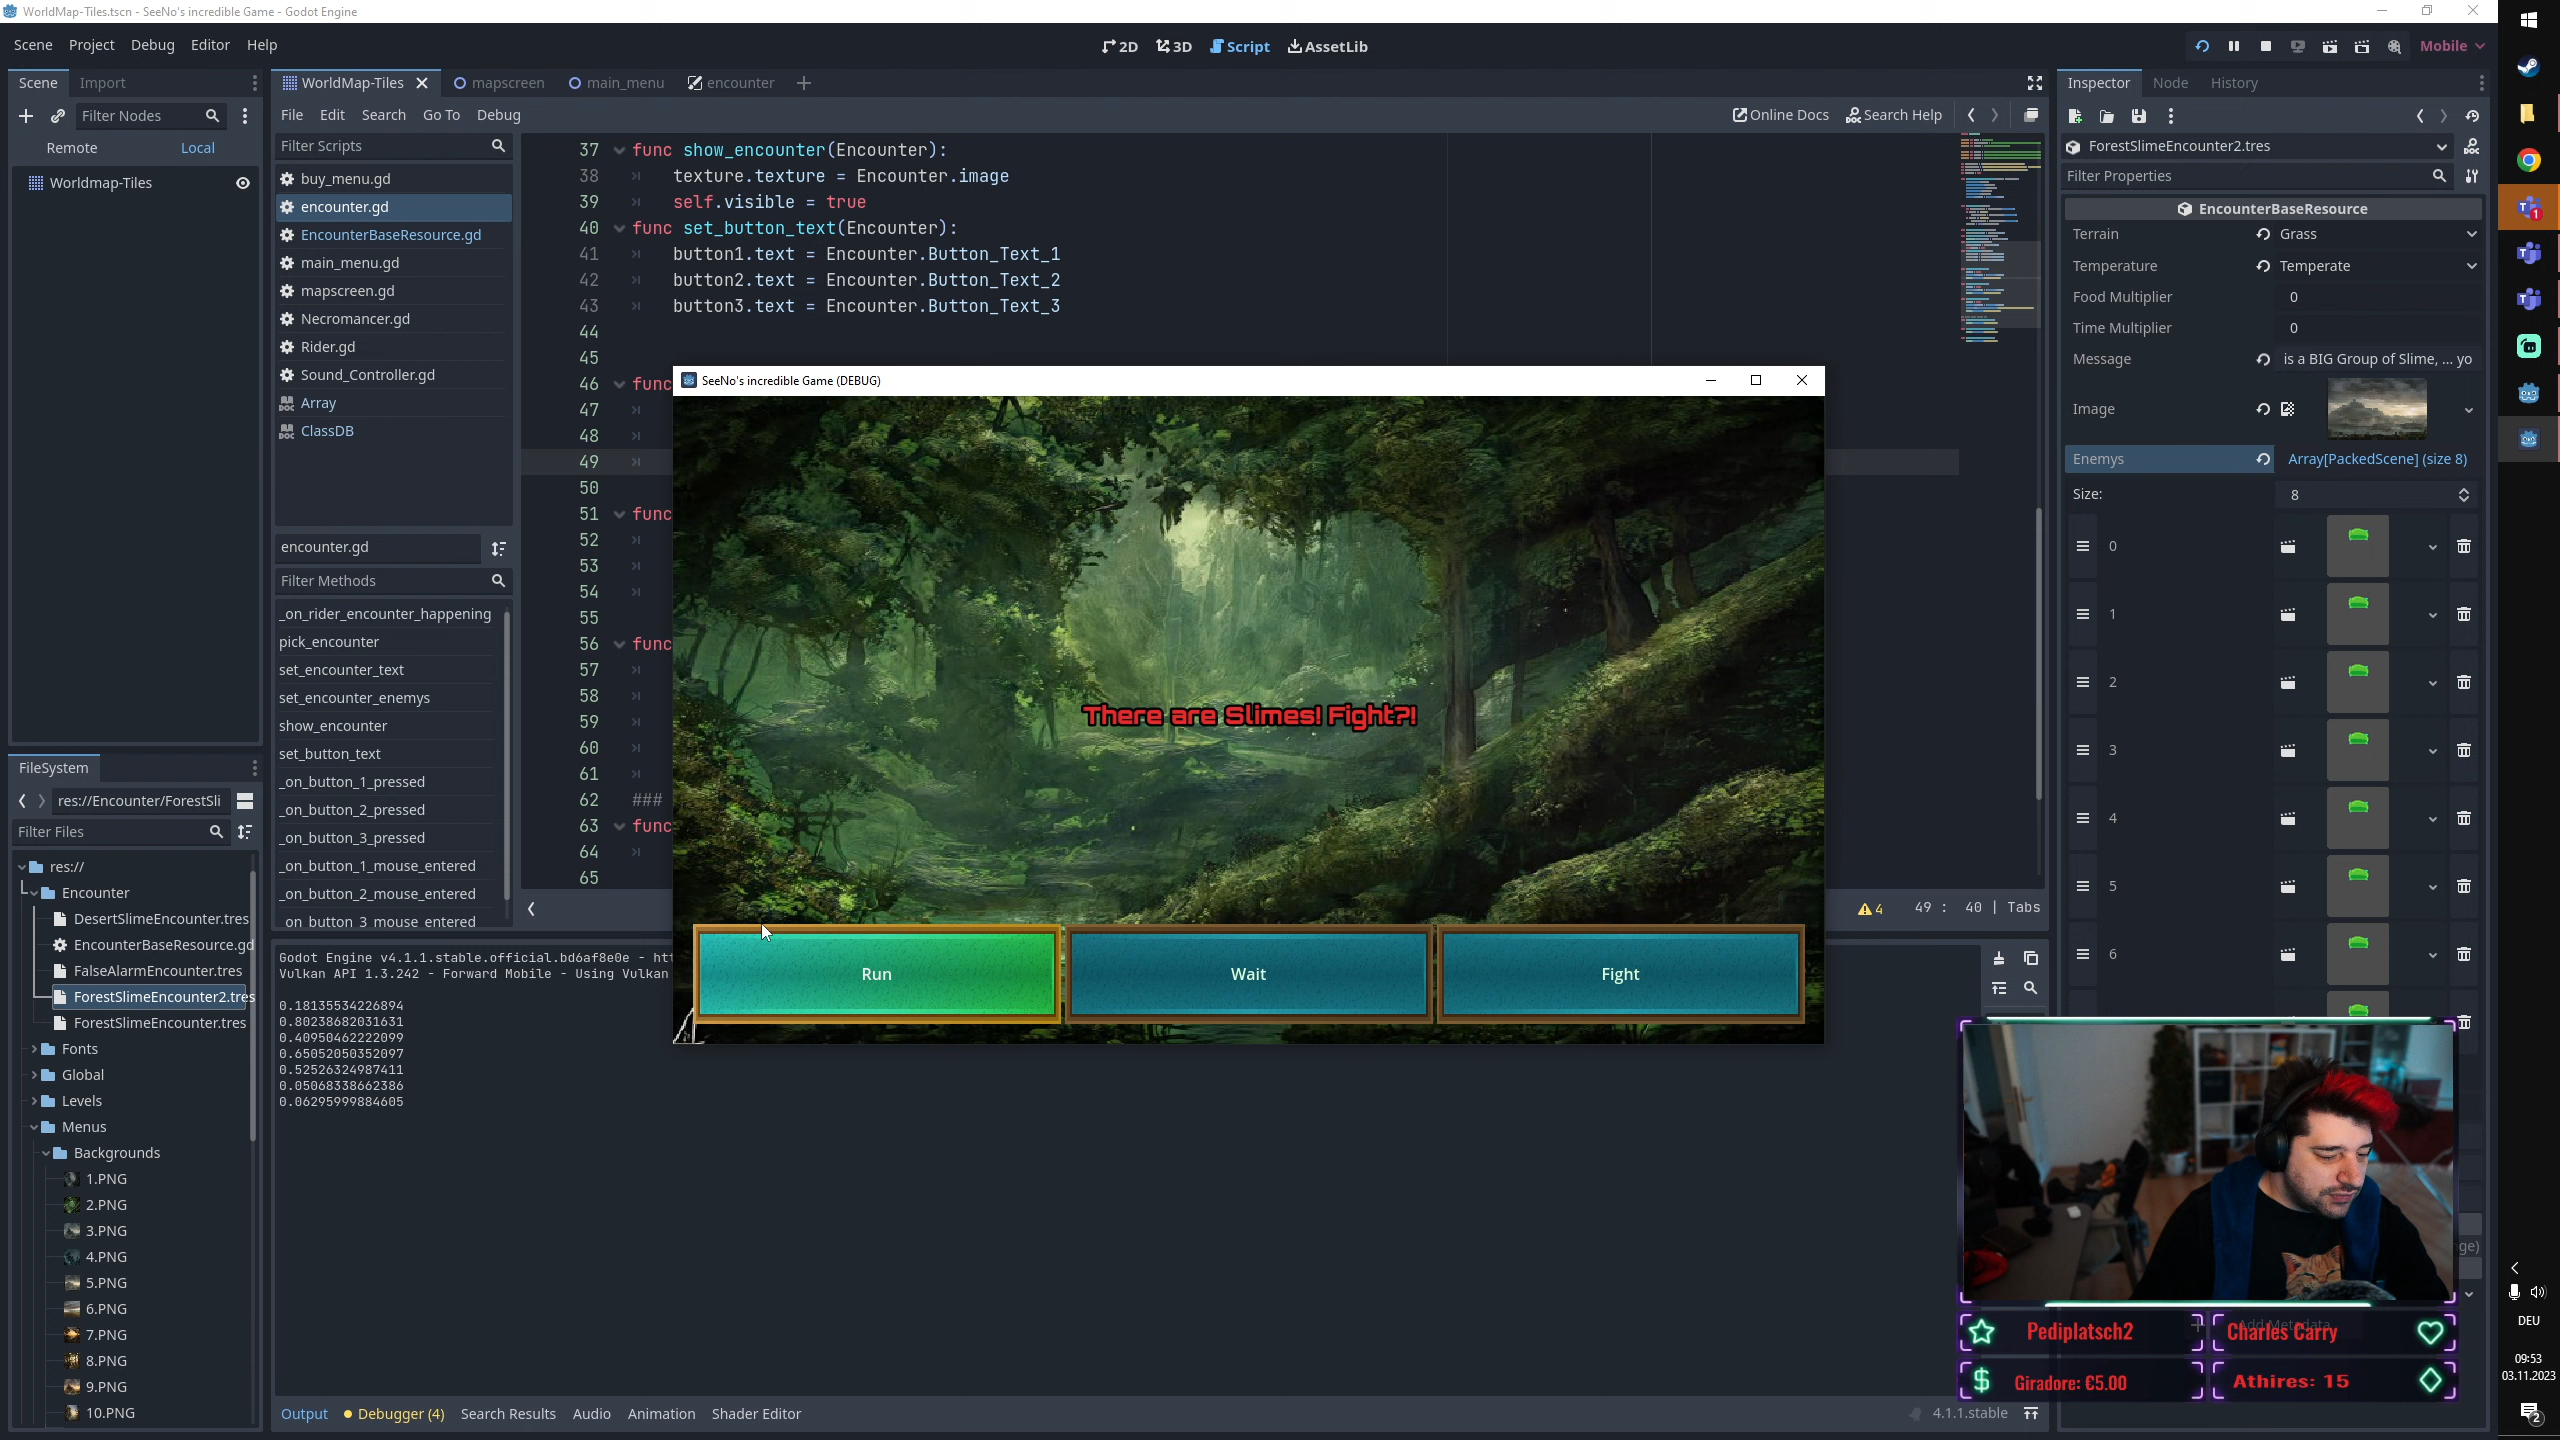 WorldMap-Tiles.tscn - SeeNo's incredible Game - Godot Engine
Scene Project Debug Editor Help
2D 3D Script AssetLib
Mobile
Scene Import
WorldMap-Tiles mapscreen main_menu encounter
Inspector Node History
Filter Nodes
File Edit Search Go To Debug
Online Docs Search Help
Remote Local
Worldmap-Tiles
Filter Scripts
buy_menu.gd
encounter.gd
EncounterBaseResource.gd
main_menu.gd
mapscreen.gd
Necromancer.gd
Rider.gd
Sound_Controller.gd
Array
ClassDB
encounter.gd
Filter Methods
_on_rider_encounter_happening
pick_encounter
set_encounter_text
set_encounter_enemys
show_encounter
set_button_text
_on_button_1_pressed
_on_button_2_pressed
_on_button_3_pressed
_on_button_1_mouse_entered
_on_button_2_mouse_entered
_on_button_3_mouse_entered
37 func show_encounter(Encounter):
38 texture.texture = Encounter.image
39 self.visible = true
40 func set_button_text(Encounter):
41 button1.text = Encounter.Button_Text_1
42 button2.text = Encounter.Button_Text_2
43 button3.text = Encounter.Button_Text_3
44
45
46 func
47
48
49
50
51 func
52
53
54
55
56 func
57
58
59
60
61
62 ###
63 func
64
65
SeeNo's incredible Game (DEBUG)
There are Slimes! Fight?!
Run Wait Fight
4 49 : 40 | Tabs
ForestSlimeEncounter2.tres
Filter Properties
EncounterBaseResource
Terrain Grass
Temperature Temperate
Food Multiplier 0
Time Multiplier 0
Message is a BIG Group of Slime, ... yo
Image
Enemys Array[PackedScene] (size 8)
Size: 8
0
1
2
3
4
5
6
FileSystem
res://Encounter/ForestSli
Filter Files
res://
Encounter
DesertSlimeEncounter.tres
EncounterBaseResource.gd
FalseAlarmEncounter.tres
ForestSlimeEncounter2.tres
ForestSlimeEncounter.tres
Fonts
Global
Levels
Menus
Backgrounds
1.PNG
2.PNG
3.PNG
4.PNG
5.PNG
6.PNG
7.PNG
8.PNG
9.PNG
10.PNG
Godot Engine v4.1.1.stable.official.bd6af8e0e - htt
Vulkan API 1.3.242 - Forward Mobile - Using Vulkan
0.18135534226894
0.80238682031631
0.40950462222099
0.65052050352097
0.52526324987411
0.05068338662386
0.06295999884605
Output Debugger (4) Search Results Audio Animation Shader Editor
4.1.1.stable
nge)
Add Metadata
Pediplatsch2 Charles Carry
Giradore: €5.00 Athires: 15
1
DEU
09:53
03.11.2023
2